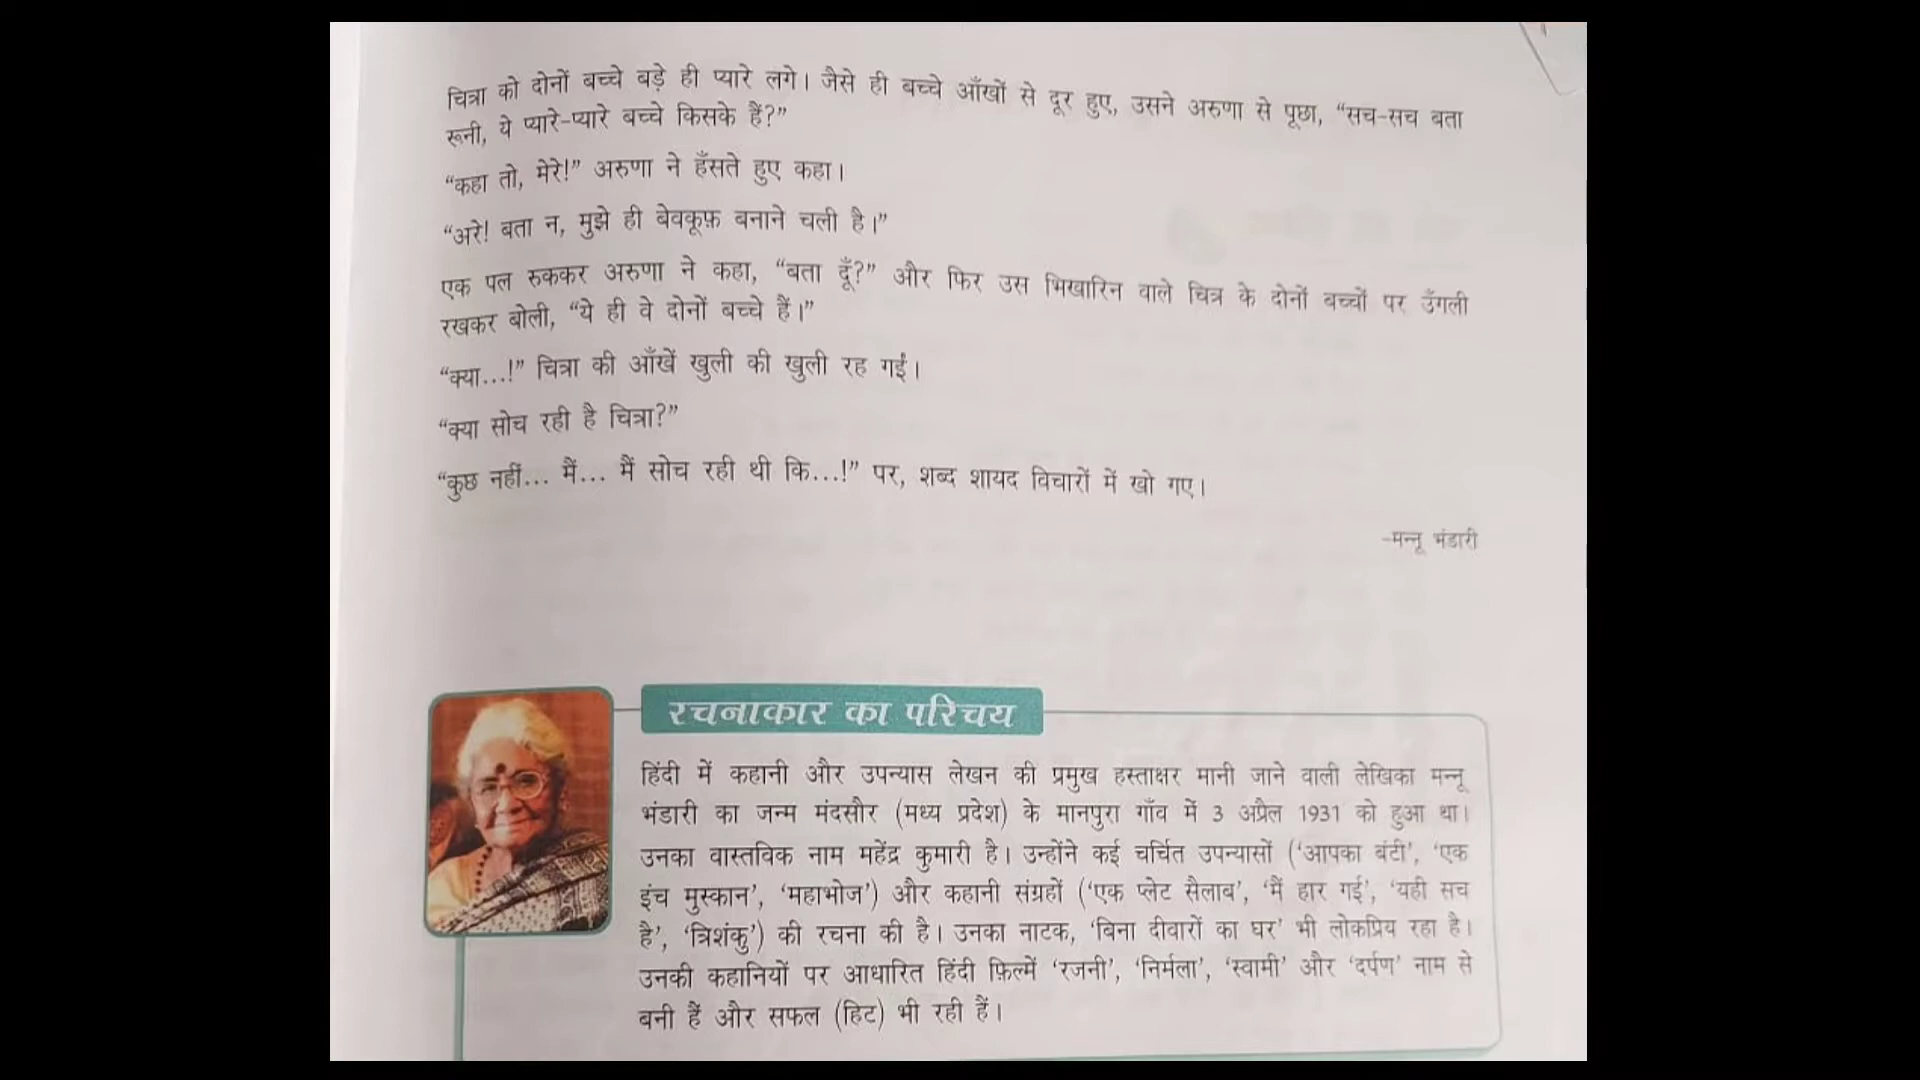 चित्रा को दोनों बच्चे बड़े ही प्यारे लगे। जैसे ही बच्चे आँखों से दूर हुए, उसने अरुणा से पूछा, “सच-सच बता
रूनी, ये प्यारे-प्यारे बच्चे किसके हैं?”
“कहा तो, मेरे!” अरुणा ने हँसते हुए कहा।
“अरे! बता न, मुझे ही बेवकूफ़ बनाने चली है।”
एक पल रुककर अरुणा ने कहा, “बता दूँ?” और फिर उस भिखारिन वाले चित्र के दोनों बच्चों पर उँगली
रखकर बोली, “ये ही वे दोनों बच्चे हैं।”
“क्या...!” चित्रा की आँखें खुली की खुली रह गईं।
“क्या सोच रही है चित्रा?”
“कुछ नहीं... मैं... मैं सोच रही थी कि...!” पर, शब्द शायद विचारों में खो गए।
-मन्नू भंडारी
रचनाकार का परिचय
हिंदी में कहानी और उपन्यास लेखन की प्रमुख हस्ताक्षर मानी जाने वाली लेखिका मन्नू
भंडारी का जन्म मंदसौर (मध्य प्रदेश) के मानपुरा गाँव में 3 अप्रैल 1931 को हुआ था।
उनका वास्तविक नाम महेंद्र कुमारी है। उन्होंने कई चर्चित उपन्यासों (‘आपका बंटी’, ‘एक
इंच मुस्कान’, ‘महाभोज’) और कहानी संग्रहों (‘एक प्लेट सैलाब’, ‘मैं हार गई’, ‘यही सच
है’, ‘त्रिशंकु’) की रचना की है। उनका नाटक, ‘बिना दीवारों का घर’ भी लोकप्रिय रहा है।
उनकी कहानियों पर आधारित हिंदी फ़िल्में ‘रजनी’, ‘निर्मला’, ‘स्वामी’ और ‘दर्पण’ नाम से
बनी हैं और सफल (हिट) भी रही हैं।